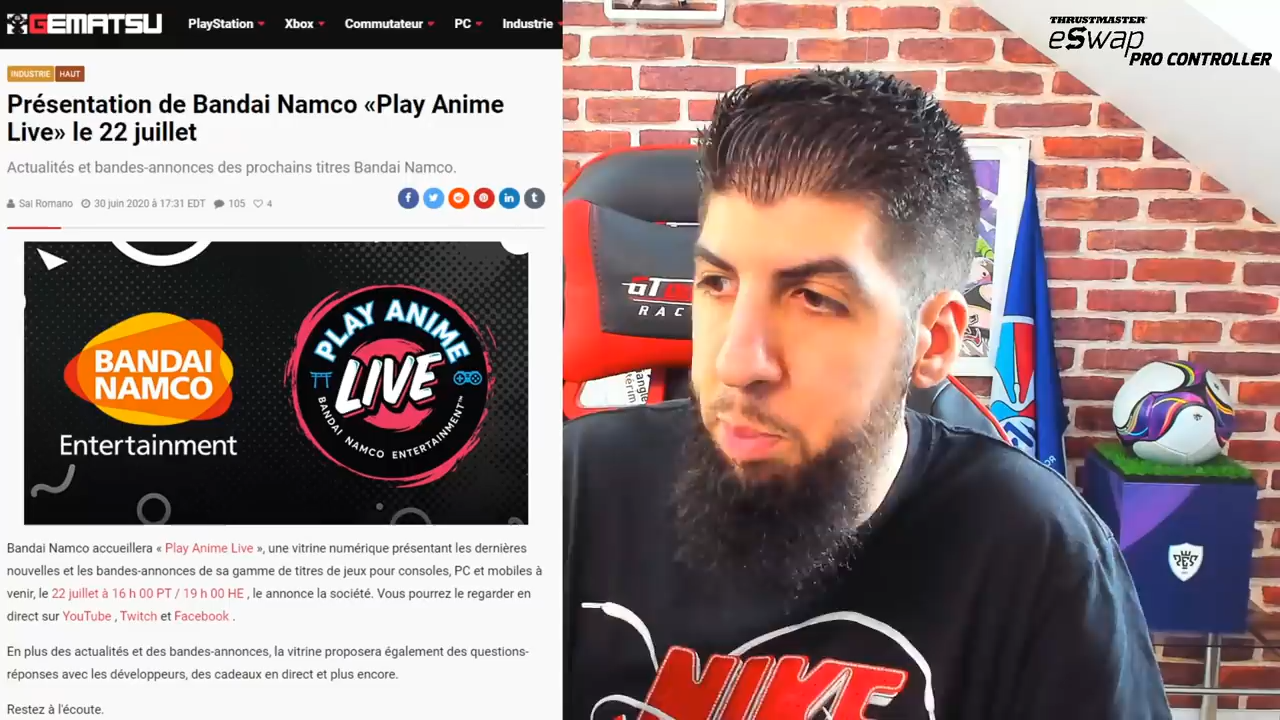 GEMATSU
PlayStation
Xbox
Commutateur
PC
Industrie
INDUSTRIE
HAUT
Présentation de Bandai Namco «Play Anime
Live» le 22 juillet
Actualités et bandes-annonces des prochains titres Bandai Namco.
Sal Romano
30 juin 2020 à 17:31 EDT
105
4
BANDAI
NAMCO
Entertainment
PLAY ANIME
LIVE
BANDAI NAMCO ENTERTAINMENT™
Bandai Namco accueillera « Play Anime Live », une vitrine numérique présentant les dernières
nouvelles et les bandes-annonces de sa gamme de titres de jeux pour consoles, PC et mobiles à
venir, le 22 juillet à 16 h 00 PT / 19 h 00 HE , le annonce la société. Vous pourrez le regarder en
direct sur YouTube , Twitch et Facebook .
En plus des actualités et des bandes-annonces, la vitrine proposera également des questions-
réponses avec les développeurs, des cadeaux en direct et plus encore.
Restez à l'écoute.
THRUSTMASTER
eSwap
PRO CONTROLLER
NIKE